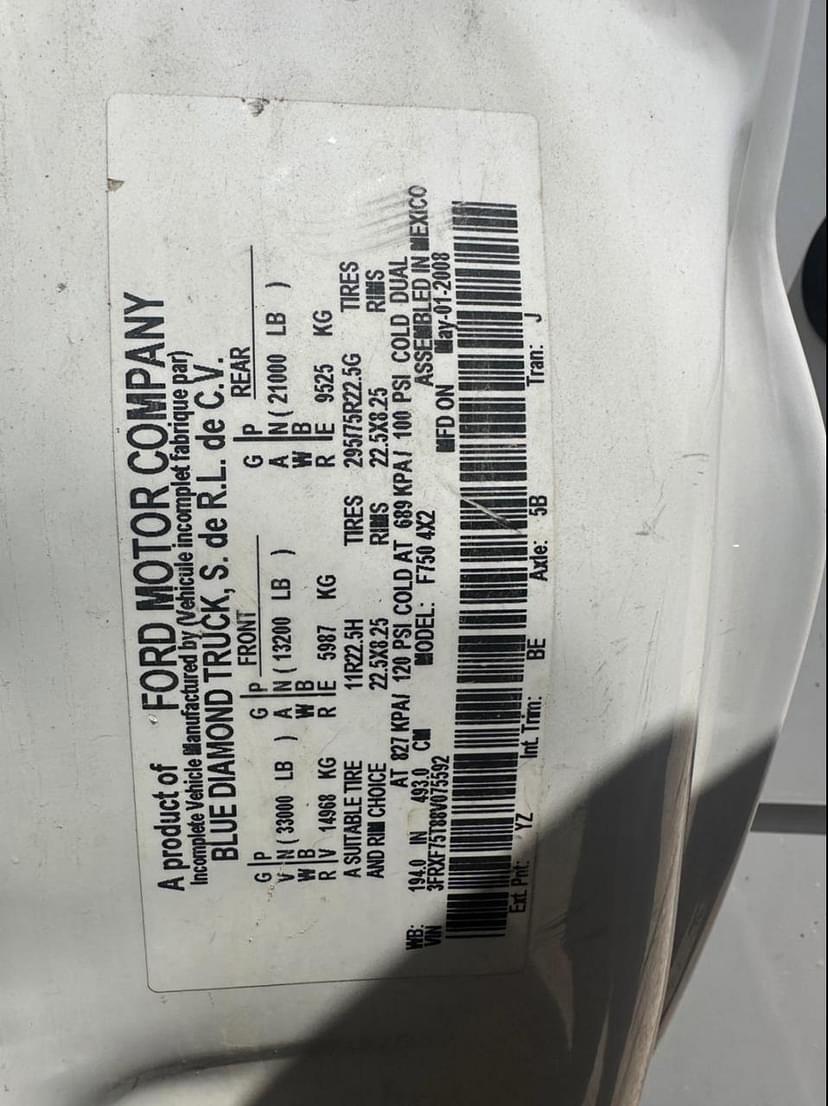 A product of FORD MOTOR COMPANY
Incomplete Vehicle Manufactured by (Vehicule incomplet fabrique par)
BLUE DIAMOND TRUCK, S. de R.L. de C.V.
FRONT REAR
G P G P G P
V N ( 33000 LB ) A N ( 13200 LB ) A N ( 21000 LB )
W B W B W B
R V 14968 KG R E 5987 KG R E 9525 KG
A SUITABLE TIRE 11R22.5H TIRES 295/75R22.5G TIRES
AND RIM CHOICE 22.5X8.25 RIMS 22.5X8.25 RIMS
AT 827 KPA/ 120 PSI COLD AT 689 KPA/ 100 PSI COLD DUAL
WB: 194.0 IN 493.0 CM MODEL: F750 4X2 ASSEMBLED IN MEXICO
VIN 3FRXF75T88V075592 MFD ON May-01-2008
Ext. Pnt: YZ Int. Trim: BE Axle: 5B Tran: J